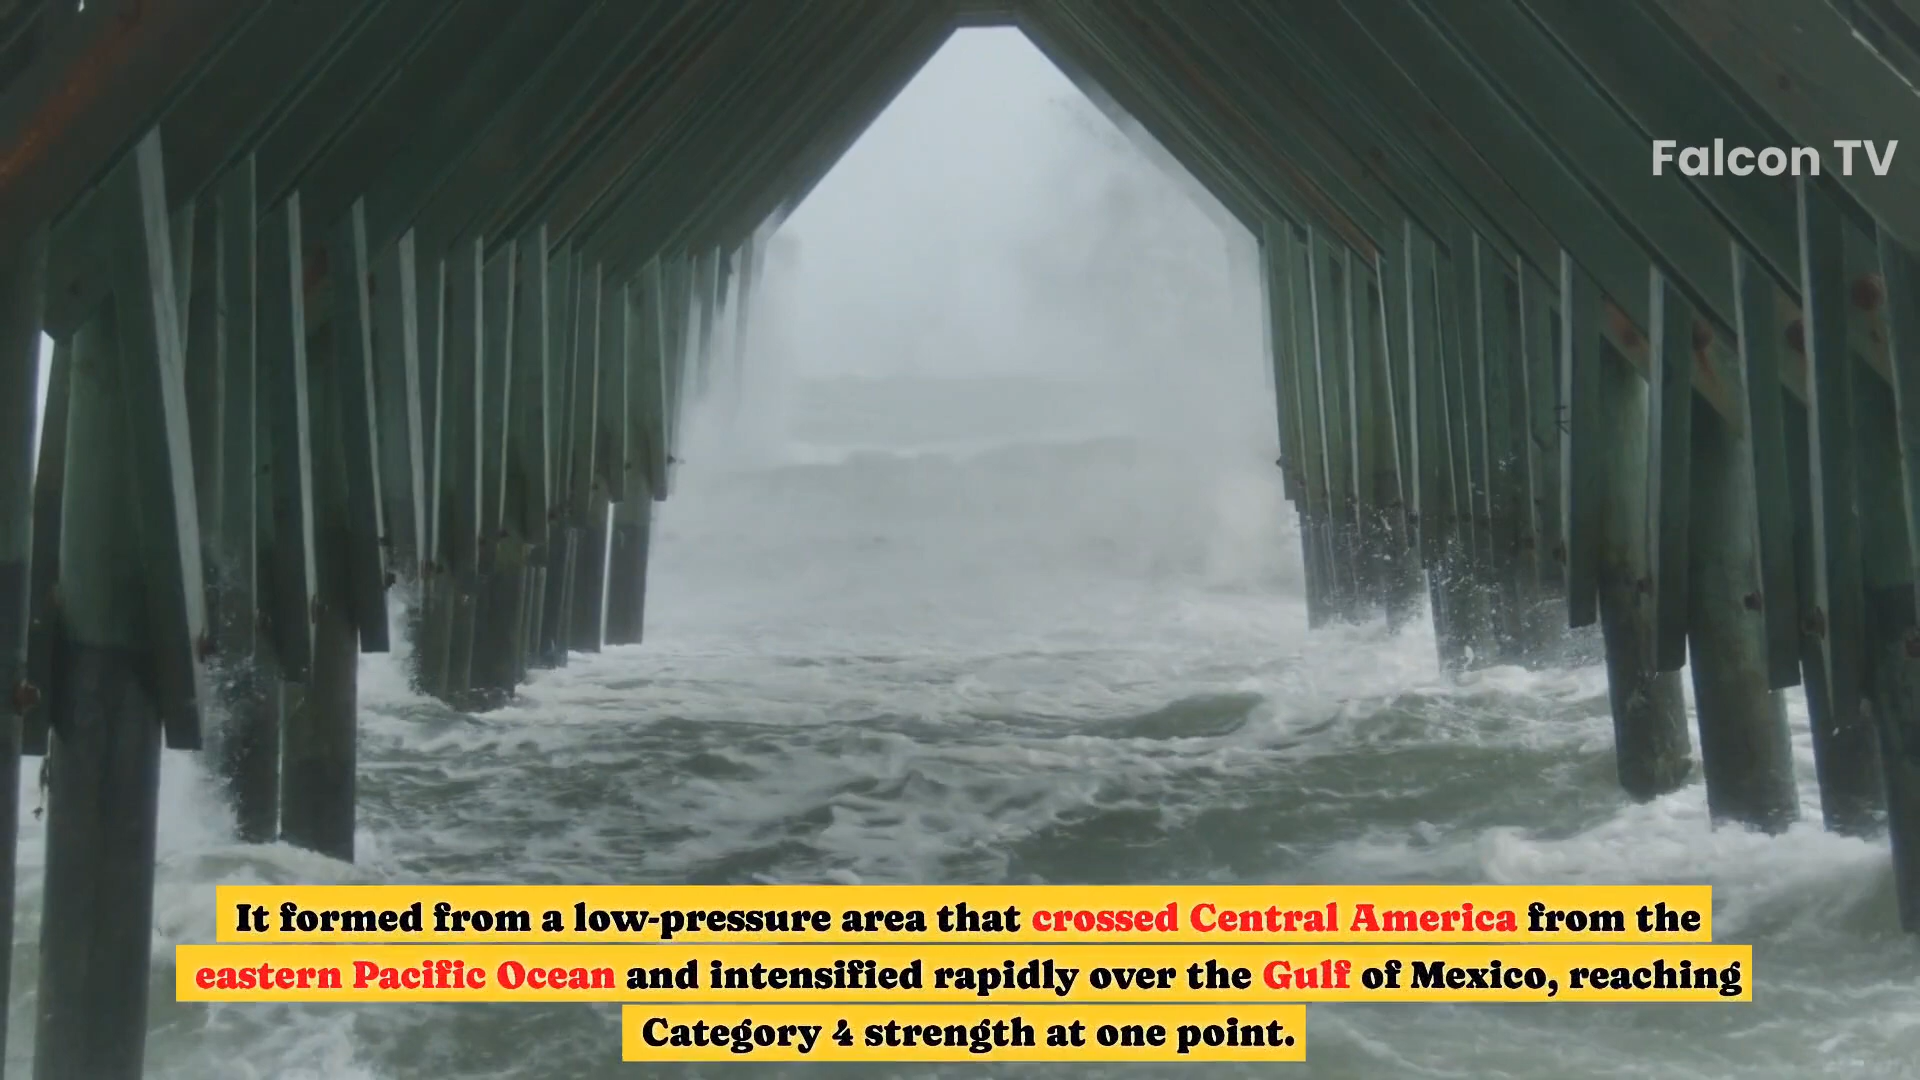 Falcon TV
It formed from a low-pressure area that crossed Central America from the
eastern Pacific Ocean and intensified rapidly over the Gulf of Mexico, reaching
Category 4 strength at one point.